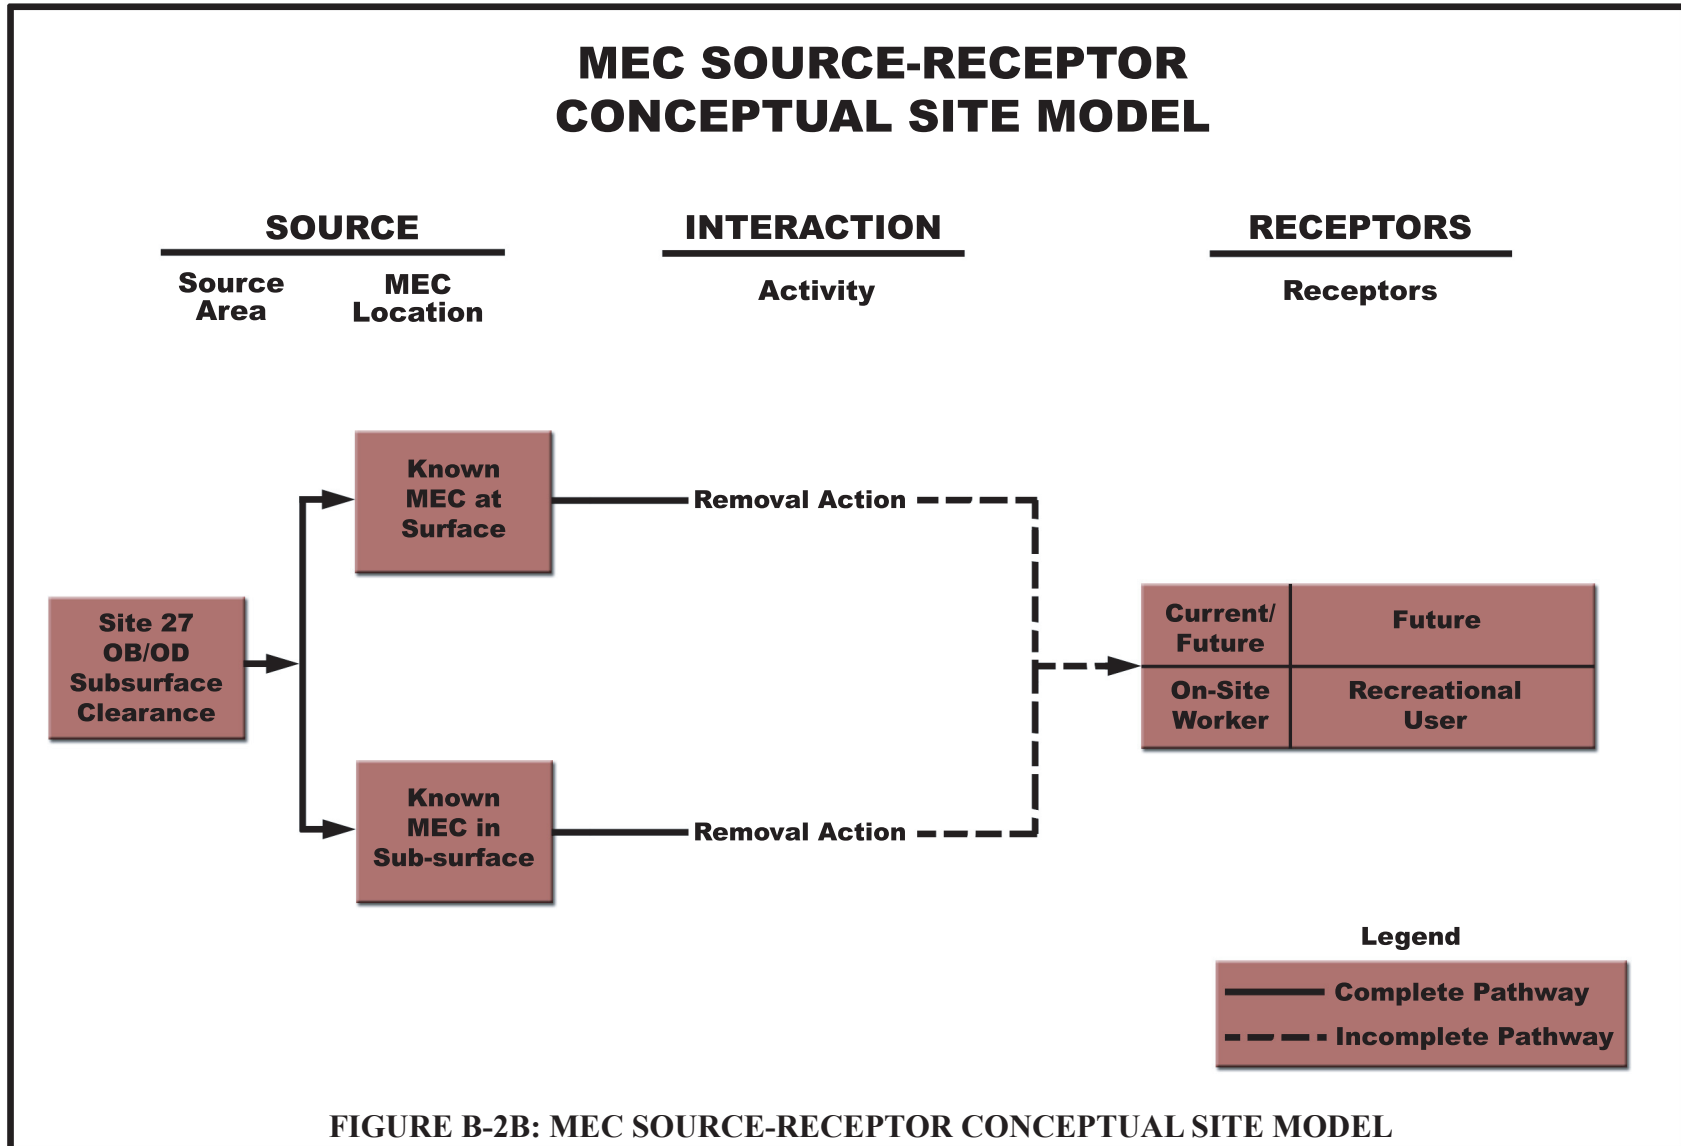 MEC SOURCE-RECEPTOR
CONCEPTUAL SITE MODEL
SOURCE
INTERACTION
RECEPTORS
Source
Area
MEC
Location
Activity
Receptors
Known
MEC at
Surface
Removal Action
Site 27
OB/OD
Subsurface
Clearance
Current/
Future
Future
On-Site
Worker
Recreational
User
Known
MEC in
Sub-surface
Removal Action
Legend
Complete Pathway
Incomplete Pathway
FIGURE B-2B: MEC SOURCE-RECEPTOR CONCEPTUAL SITE MODEL